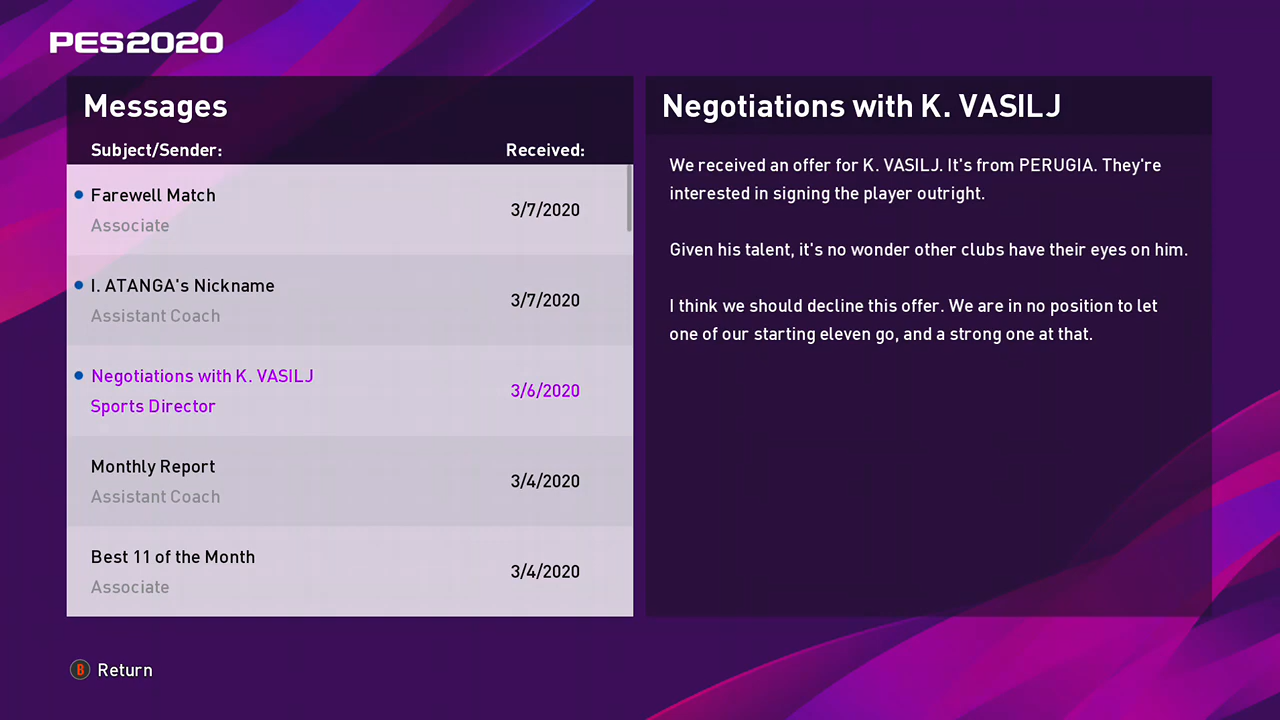 PES2020
Messages
Subject/Sender:
Received:
Farewell Match
Associate
3/7/2020
I. ATANGA's Nickname
Assistant Coach
3/7/2020
Negotiations with K. VASILJ
Sports Director
3/6/2020
Monthly Report
Assistant Coach
3/4/2020
Best 11 of the Month
Associate
3/4/2020
Negotiations with K. VASILJ
We received an offer for K. VASILJ. It's from PERUGIA. They're
interested in signing the player outright.
Given his talent, it's no wonder other clubs have their eyes on him.
I think we should decline this offer. We are in no position to let
one of our starting eleven go, and a strong one at that.
B Return